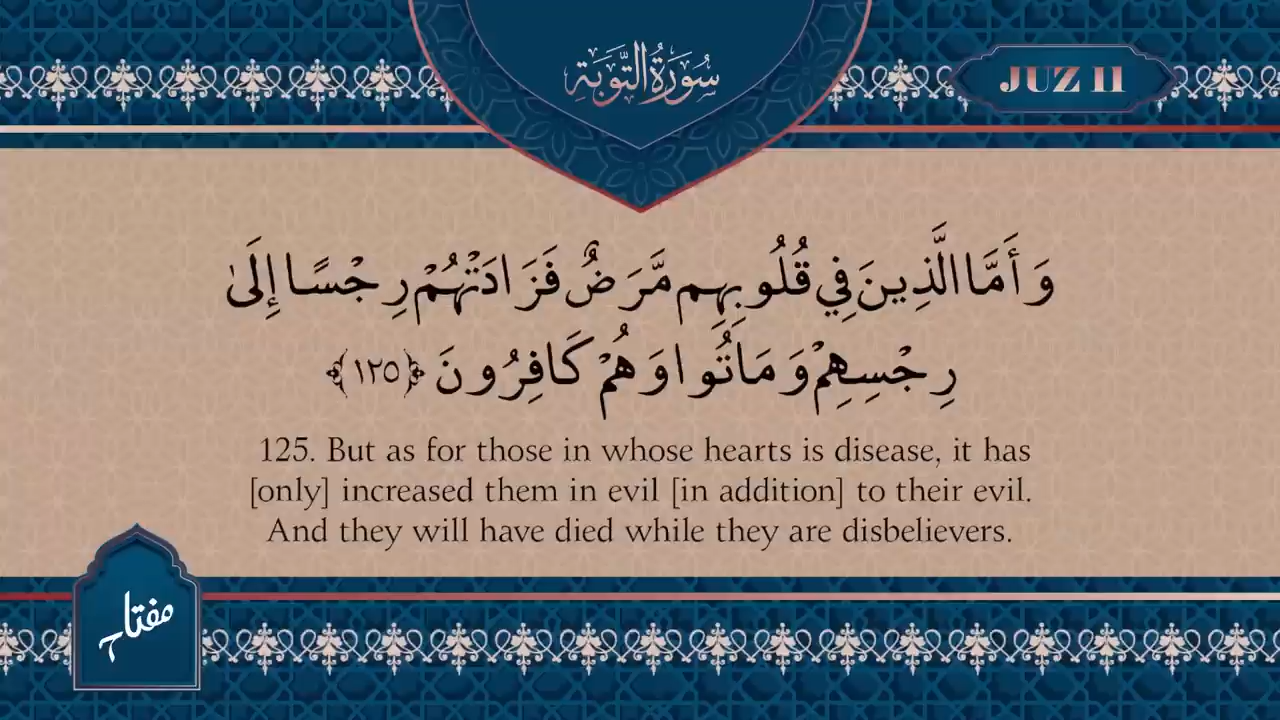 سُورَةُ التَّوْبَةِ
JUZ 11
وَأَمَّا الَّذِينَ فِي قُلُوبِهِم مَّرَضٌ فَزَادَتْهُمْ رِجْسًا إِلَىٰ
رِجْسِهِمْ وَمَاتُوا وَهُمْ كَافِرُونَ ﴿١٢٥﴾
125. But as for those in whose hearts is disease, it has
[only] increased them in evil [in addition] to their evil.
And they will have died while they are disbelievers.
مفتاح